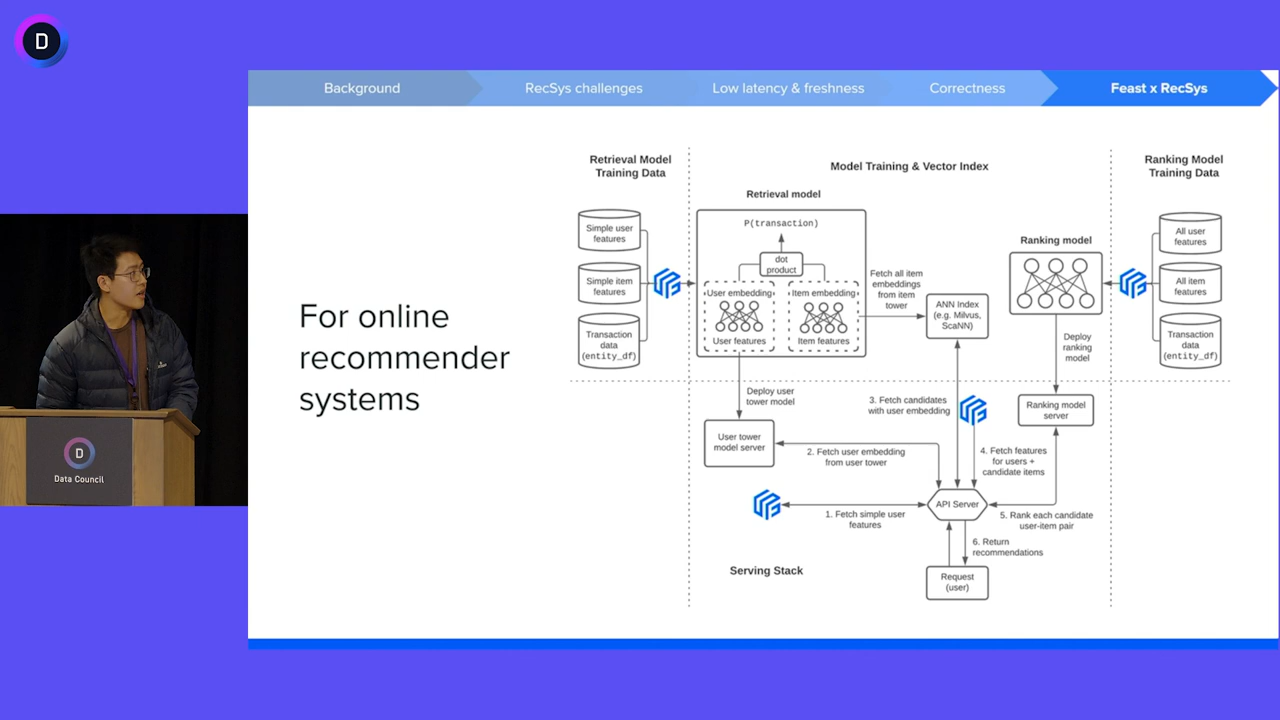 D
Background
RecSys challenges
Low latency & freshness
Correctness
Feast x RecSys
For online
recommender
systems
Retrieval Model
Training Data
Simple user
features
Simple item
features
Transaction
data
(entity_df)
Model Training & Vector Index
Retrieval model
P(transaction)
dot
product
User embedding
User features
Item embedding
Item features
Fetch all item
embeddings
from item
tower
ANN Index
(e.g. Milvus,
ScaNN)
Ranking model
Deploy
ranking
model
Ranking Model
Training Data
All user
features
All item
features
Transaction
data
(entity_df)
Deploy user
tower model
User tower
model server
2. Fetch user embedding
from user tower
3. Fetch candidates
with user embedding
Ranking model
server
4. Fetch features
for users +
candidate items
1. Fetch simple user
features
API Server
5. Rank each candidate
user-item pair
6. Return
recommendations
Request
(user)
Serving Stack
D
Data Council